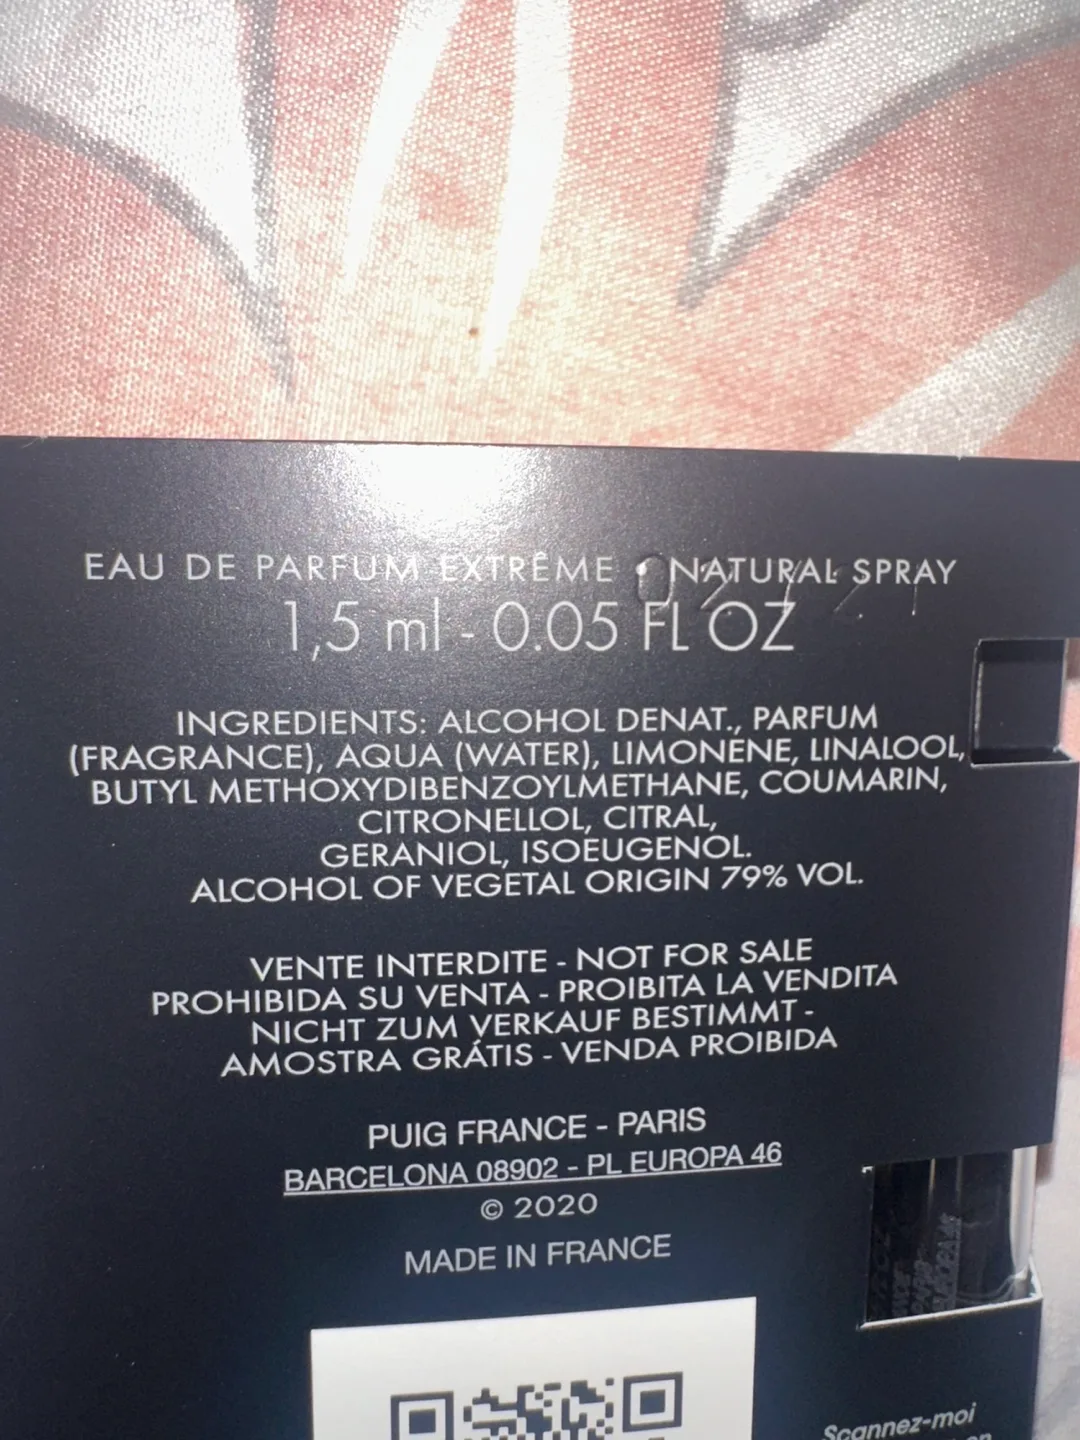 EAU DE PARFUM EXTRÊME • NATURAL SPRAY
1,5 ml - 0.05 FL OZ
INGREDIENTS: ALCOHOL DENAT., PARFUM
(FRAGRANCE), AQUA (WATER), LIMONENE, LINALOOL,
BUTYL METHOXYDIBENZOYLMETHANE, COUMARIN,
CITRONELLOL, CITRAL,
GERANIOL, ISOEUGENOL.
ALCOHOL OF VEGETAL ORIGIN 79% VOL.
VENTE INTERDITE - NOT FOR SALE
PROHIBIDA SU VENTA - PROIBITA LA VENDITA
NICHT ZUM VERKAUF BESTIMMT -
AMOSTRA GRÁTIS - VENDA PROIBIDA
PUIG FRANCE - PARIS
BARCELONA 08902 - PL EUROPA 46
© 2020
MADE IN FRANCE
Scannez-moi